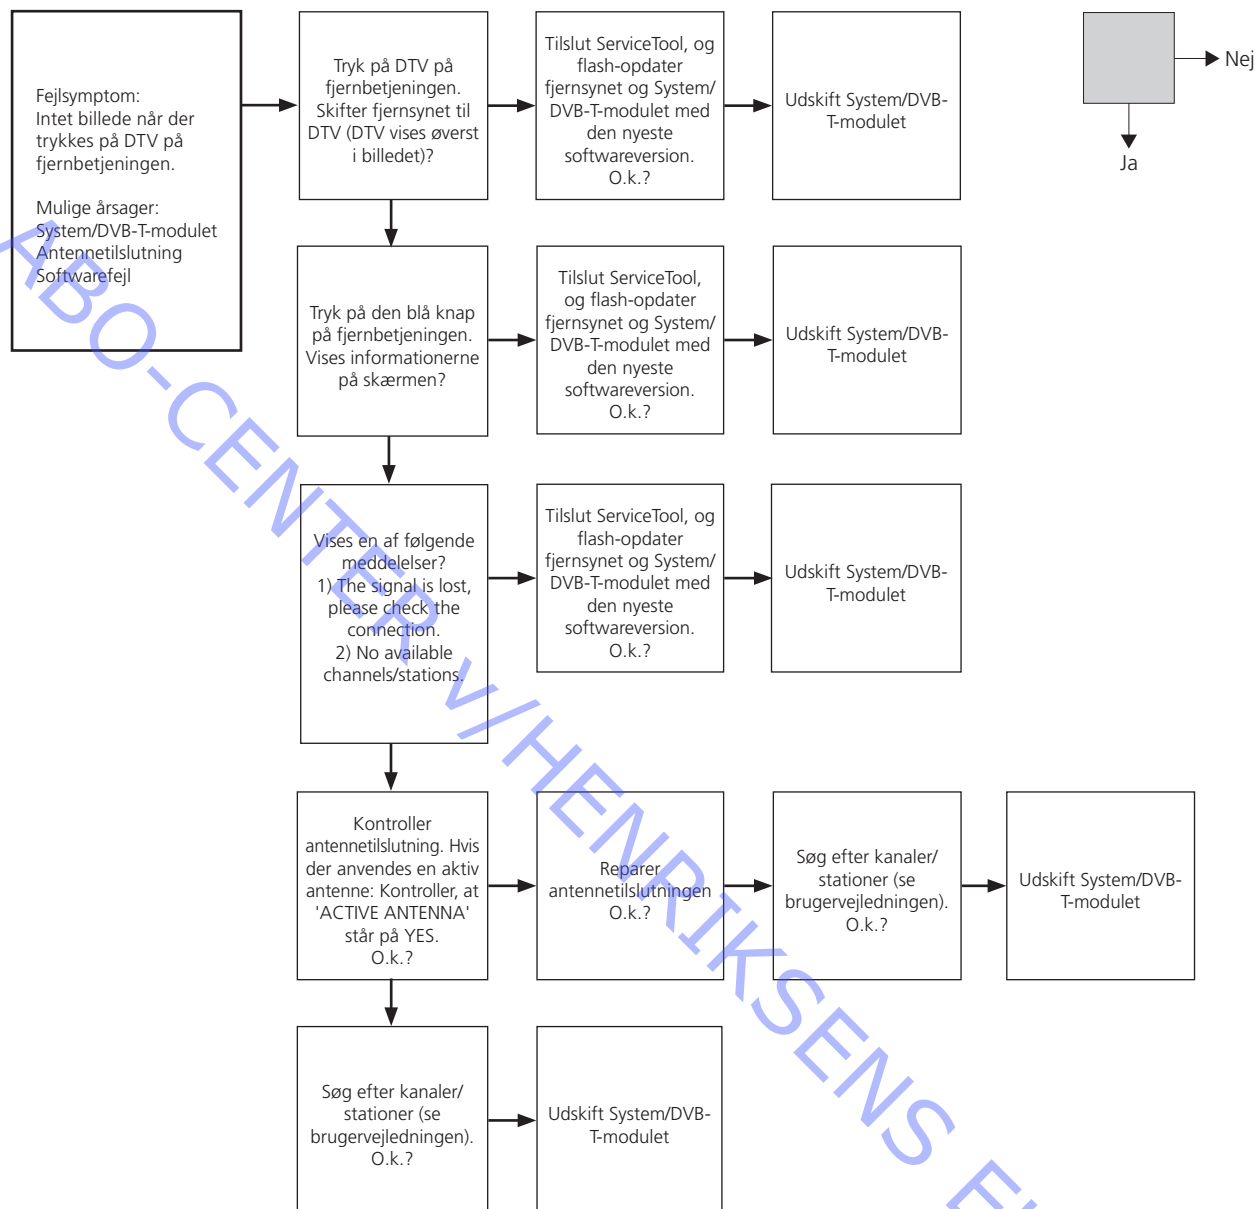 Fejlsymptom:
Intet billede når der
trykkes på DTV på
fjernbetjeningen.
Mulige årsager:
System/DVB-T-modulet
Antennetilslutning
Softwarefejl
Tryk på DTV på
fjernbetjeningen.
Skifter fjernsynet til
DTV (DTV vises øverst
i billedet)?
Tilslut ServiceTool, og
flash-opdater
fjernsynet og System/
DVB-T-modulet med
den nyeste
softwareversion.
O.k.?
Udskift System/DVB-
T-modulet
Nej
Ja
Tryk på den blå knap
på fjernbetjeningen.
Vises informationerne
på skærmen?
Tilslut ServiceTool,
og flash-opdater
fjernsynet og System/
DVB-T-modulet med
den nyeste
softwareversion.
O.k.?
Udskift System/DVB-
T-modulet
Vises en af følgende
meddelelser?
1) The signal is lost,
please check the
connection.
2) No available
channels/stations.
Tilslut ServiceTool, og
flash-opdater
fjernsynet og System/
DVB-T-modulet med
den nyeste
softwareversion.
O.k.?
Udskift System/DVB-
T-modulet
Kontroller
antennetilslutning. Hvis
der anvendes en aktiv
antenne: Kontroller, at
'ACTIVE ANTENNA'
står på YES.
O.k.?
Reparer
antennetilslutningen
O.k.?
Søg efter kanaler/
stationer (se
brugervejledningen).
O.k.?
Udskift System/DVB-
T-modulet
Søg efter kanaler/
stationer (se
brugervejledningen).
O.k.?
Udskift System/DVB-
T-modulet
ABO-CENTER v/HENRIKSENS